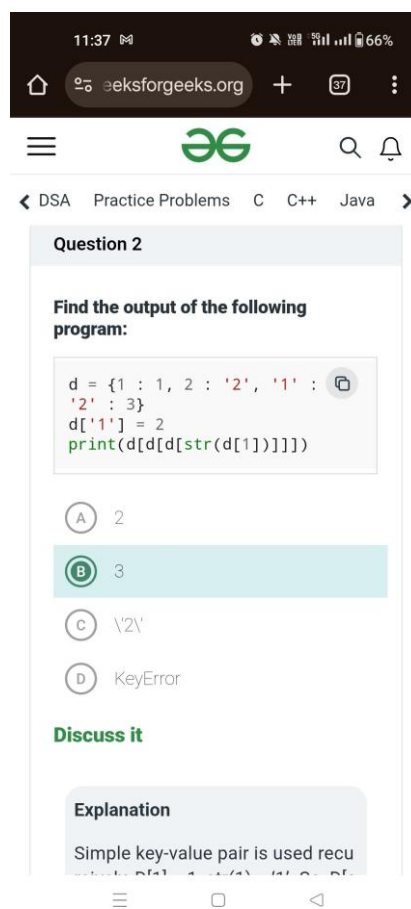 11:37 66%
eeksforgeeks.org 37
DSA Practice Problems C C++ Java
Question 2
Find the output of the following
program:
d = {1 : 1, 2 : '2', '1' :
'2' : 3}
d['1'] = 2
print(d[d[d[str(d[1])]]])
A 2
B 3
C \'2\'
D KeyError
Discuss it
Explanation
Simple key-value pair is used recu